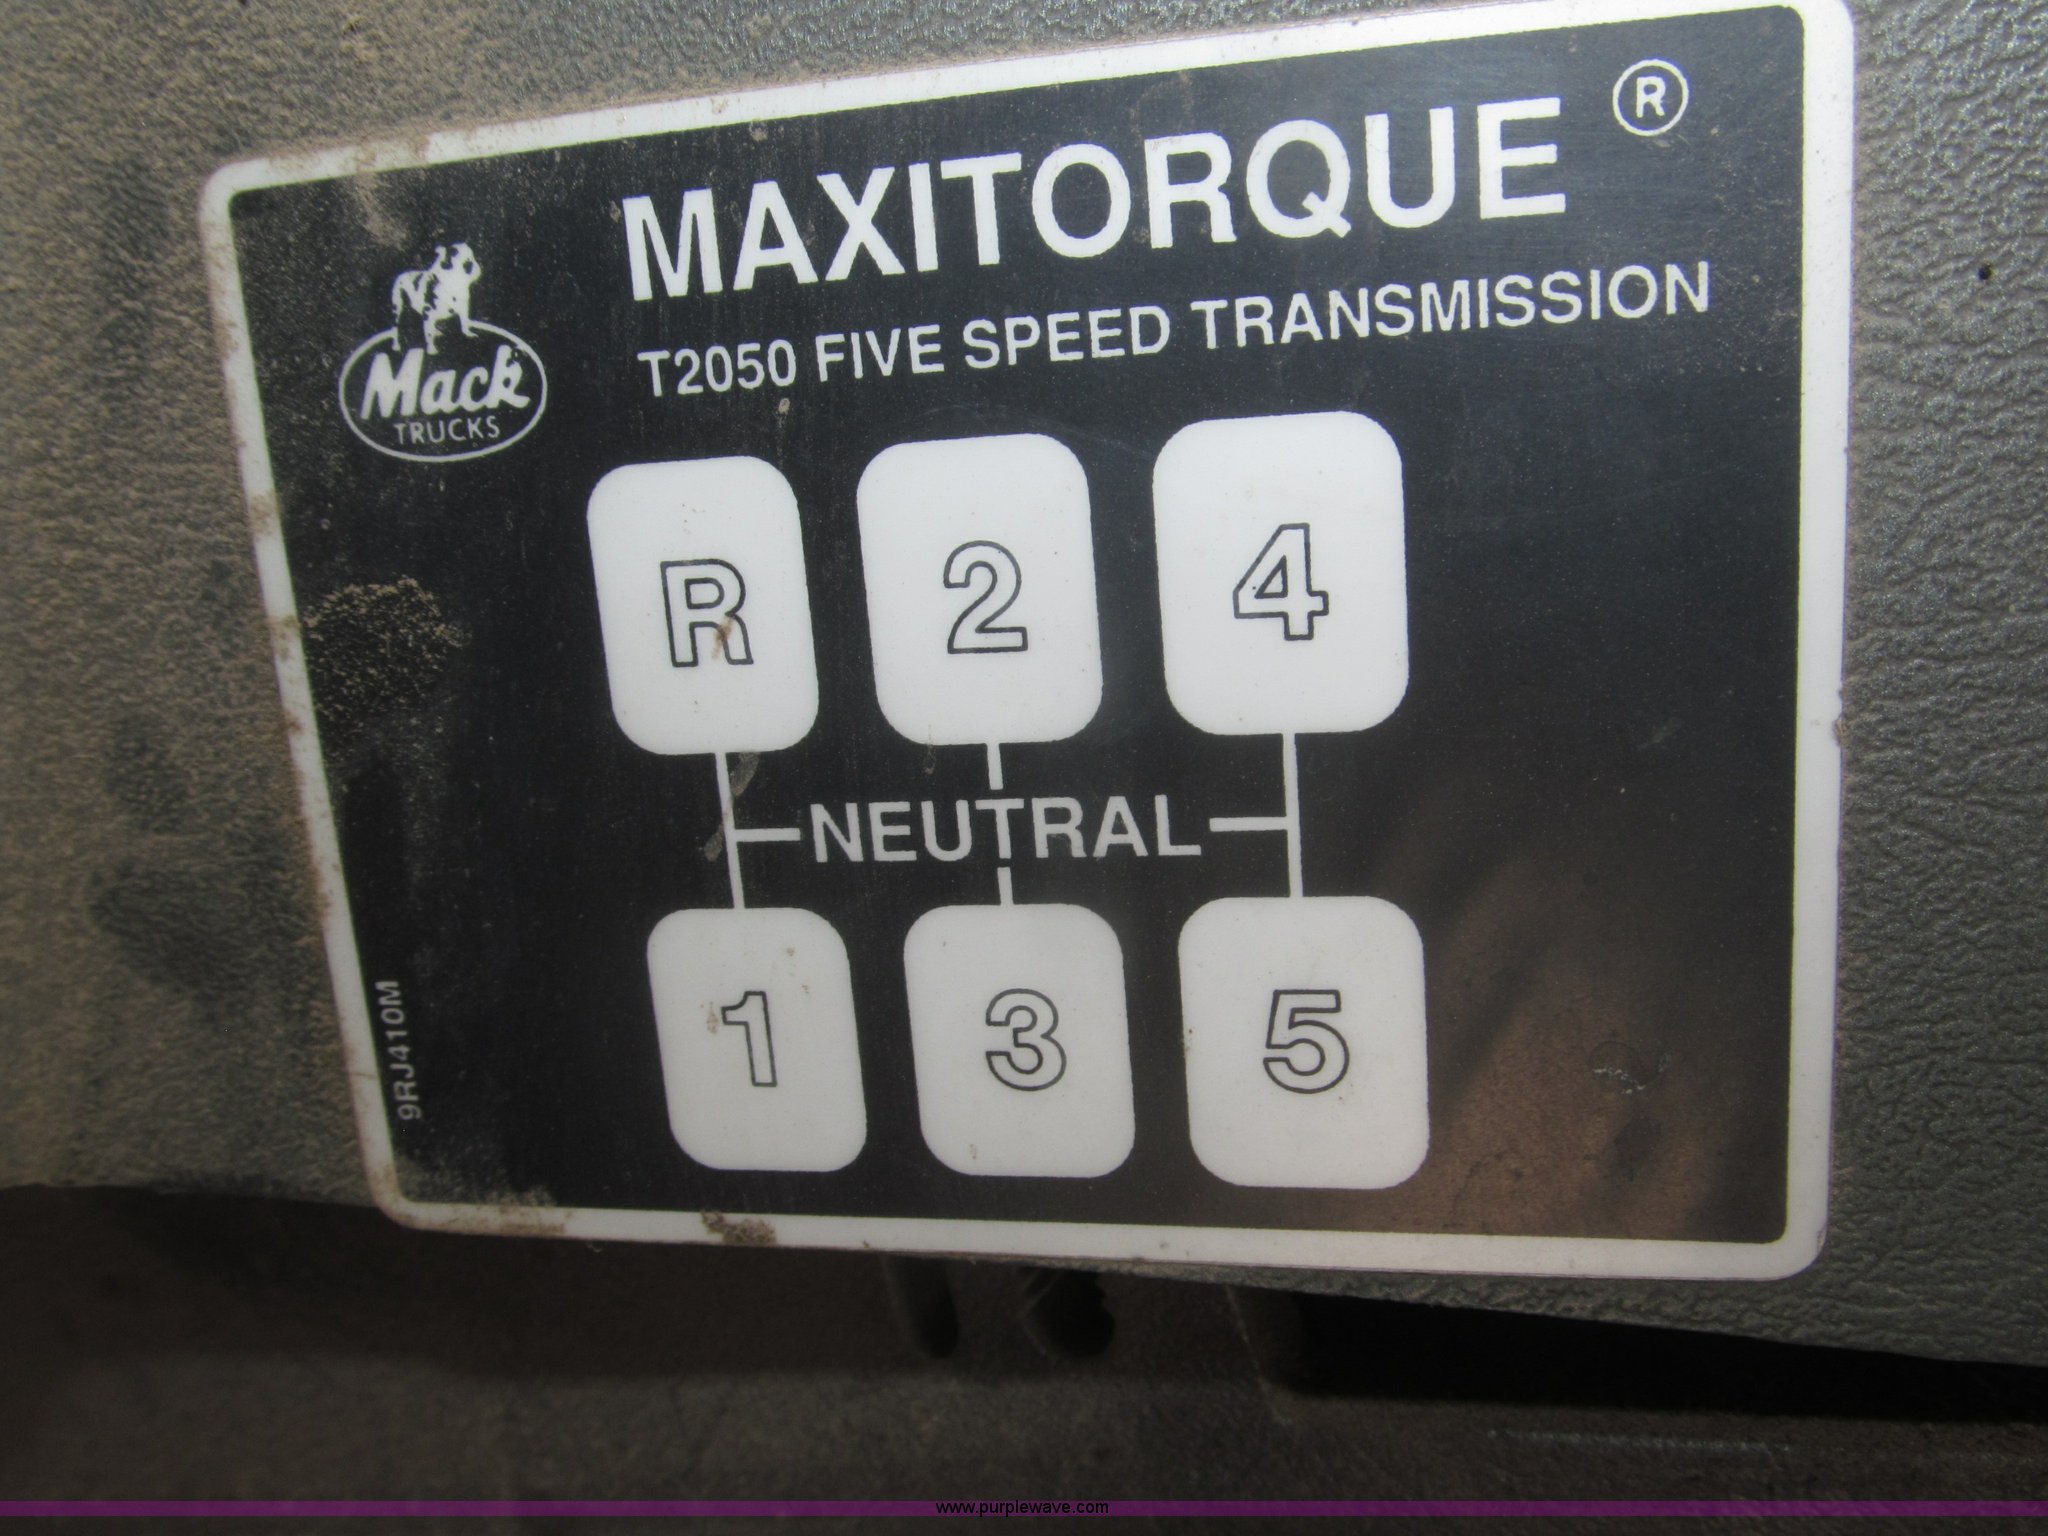 MAXITORQUE ®
T2050 FIVE SPEED TRANSMISSION
Mack
TRUCKS
R 2 4
NEUTRAL
1 3 5
9RJ410M
www.purplewave.com